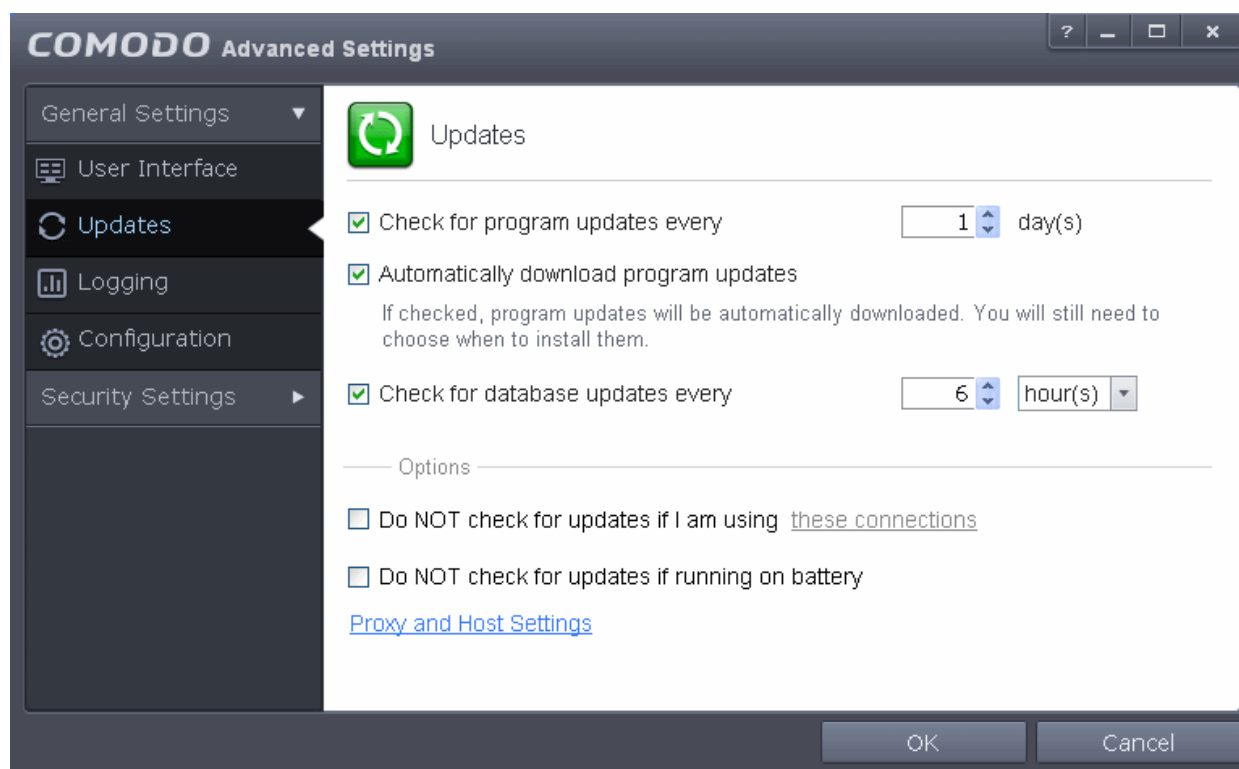 COMODO Advanced Settings
?
General Settings
User Interface
Updates
Logging
Configuration
Security Settings
Updates
Check for program updates every 1 day(s)
Automatically download program updates
If checked, program updates will be automatically downloaded. You will still need to
choose when to install them.
Check for database updates every 6 hour(s)
Options
Do NOT check for updates if I am using these connections
Do NOT check for updates if running on battery
Proxy and Host Settings
OK Cancel